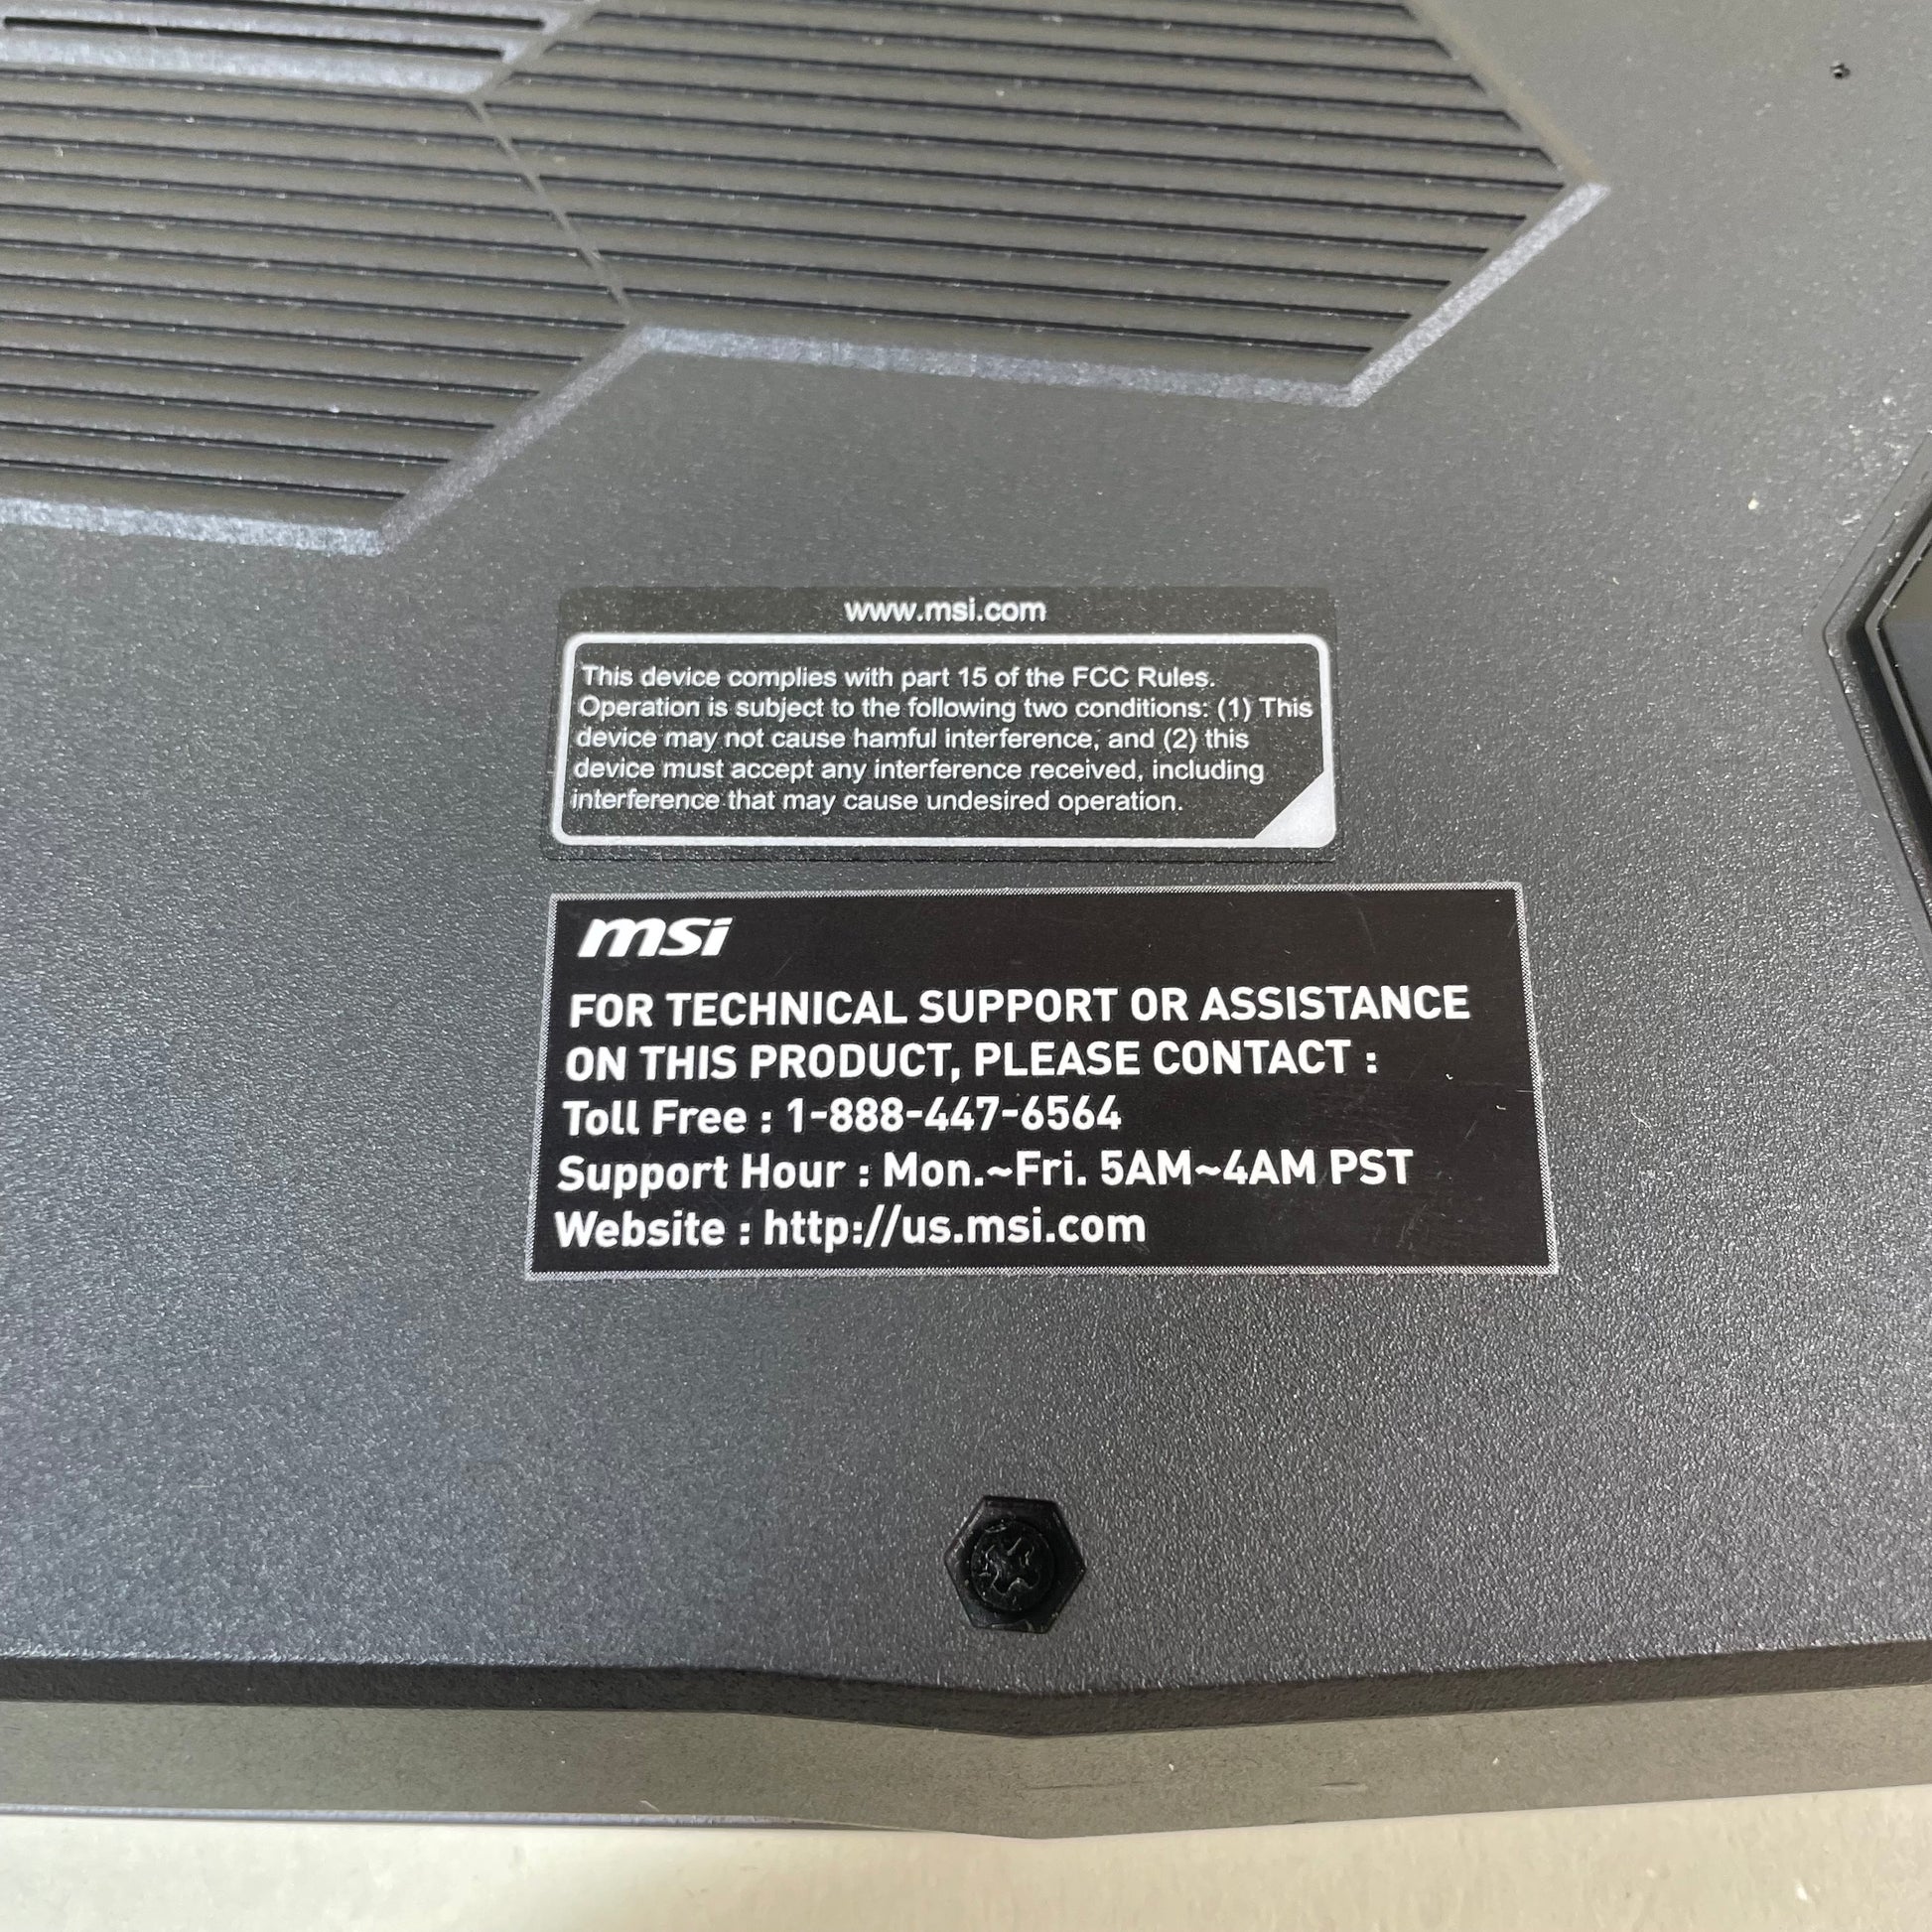 www.msi.com
This device complies with part 15 of the FCC Rules.
Operation is subject to the following two conditions: (1) This
device may not cause hamful interference, and (2) this
device must accept any interference received, including
interference that may cause undesired operation.
msi
FOR TECHNICAL SUPPORT OR ASSISTANCE
ON THIS PRODUCT, PLEASE CONTACT :
Toll Free : 1-888-447-6564
Support Hour : Mon.~Fri. 5AM~4AM PST
Website : http://us.msi.com